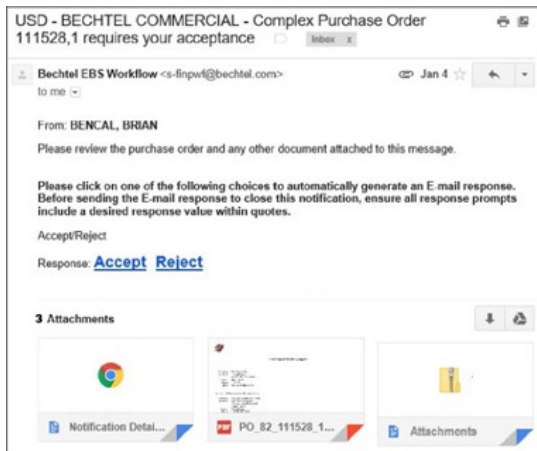 USD - BECHTEL COMMERCIAL - Complex Purchase Order
111528,1 requires your acceptance
Inbox x
Bechtel EBS Workflow <s-finpwf@bechtel.com>
Jan 4
to me
From: BENCAL, BRIAN
Please review the purchase order and any other document attached to this message.
Please click on one of the following choices to automatically generate an E-mail response.
Before sending the E-mail response to close this notification, ensure all response prompts
include a desired response value within quotes.
Accept/Reject
Response: Accept Reject
3 Attachments
Notification Detai...
PDF PO_82_111528_1...
Attachments